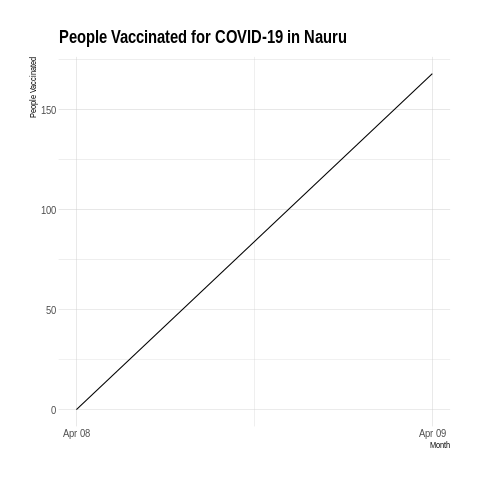 People Vaccinated for COVID-19 in Nauru
People Vaccinated
150
100
50
0
Apr 08
Apr 09
Month